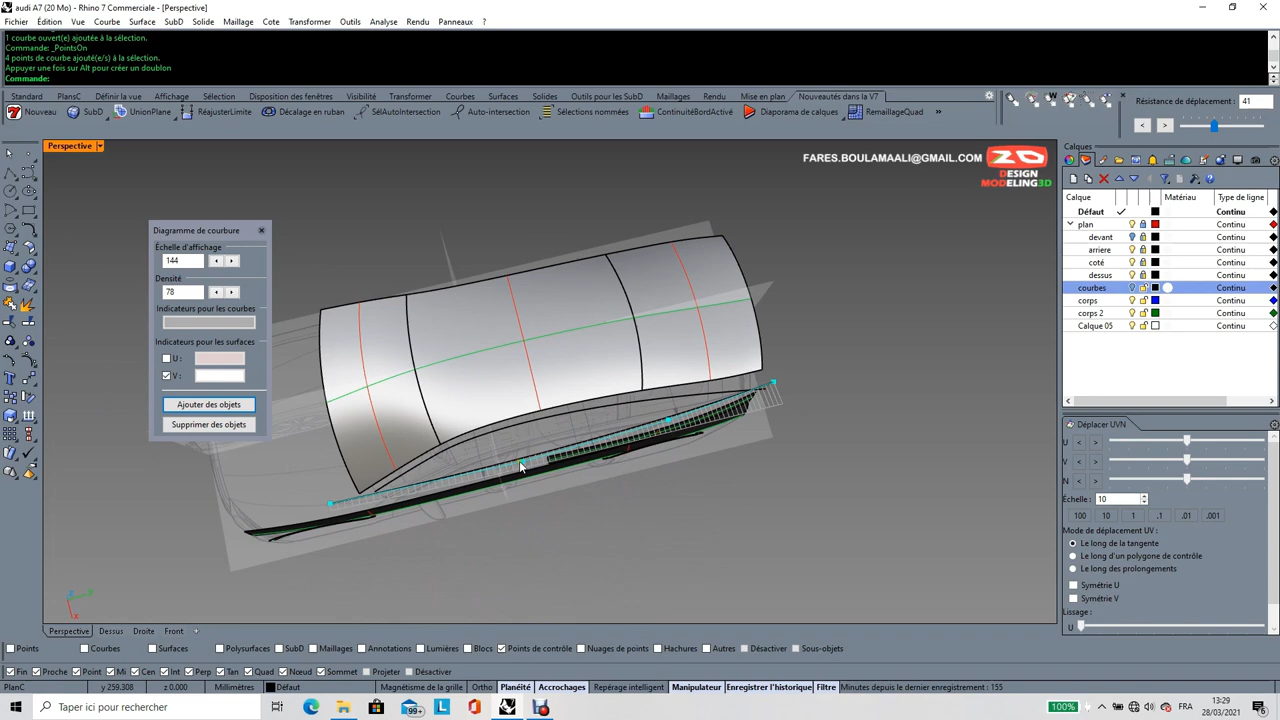 audi A7 (20 Mo) - Rhino 7 Commerciale - [Perspective]
Fichier Édition Vue Courbe Surface SubD Solide Maillage Cote Outils Transformer Analyse Rendu Panneaux ?
1 courbe ouvert(e) ajoutée à la sélection.
Commande: _PointsOn
4 points de courbe ajouté(e/s) à la sélection.
Appuyer une fois sur Alt pour créer un doublon
Commande:
Standard PlansC Définir la vue Affichage Sélection Disposition des fenêtres Visibilité Transformer Courbes Surfaces Solides Outils pour les SubD Maillages Rendu Mise en plan Nouveautés dans la V7
Nouveau SubD UnionPlane RéajusterLimite Décalage en ruban SélAutoIntersection Auto-intersection Sélections nommées ContinuitéBordActivé Diaporama de calques RemaillageQuad »
Résistance de déplacement : 41
< >
Perspective
FARES.BOULAMAALI@GMAIL.COM
DESIGN
MODELING3D
Diagramme de courbure
Échelle d'affichage
144
Densité
78
Indicateurs pour les courbes
Indicateurs pour les surfaces
U :
V :
Ajouter des objets
Supprimer des objets
z y
x
Calques
Calque Matériau Type de ligne
Défaut Continu
plan Continu
devant Continu
arriere Continu
coté Continu
dessus Continu
courbes Continu
corps Continu
corps 2 Continu
Calque 05 Continu
Déplacer UVN
U < >
V < >
N < >
Échelle : 10
100 10 1 .1 .01 .001
Mode de déplacement UV :
Le long de la tangente
Le long d'un polygone de contrôle
Le long des prolongements
Symétrie U
Symétrie V
Lissage :
U
Perspective Dessus Droite Front
Points Courbes Surfaces Polysurfaces SubD Maillages Annotations Lumières Blocs Points de contrôle Nuages de points Hachures Autres Désactiver Sous-objets
Fin Proche Point Mi Cen Int Perp Tan Quad Nœud Sommet Projeter Désactiver
PlanC y 259.308 z 0.000 Millimètres Défaut Magnétisme de la grille Ortho Planéité Accrochages Repérage intelligent Manipulateur Enregistrer l'historique Filtre Minutes depuis le dernier enregistrement : 155
Taper ici pour rechercher 99+ 100% FRA 13:29
28/03/2021